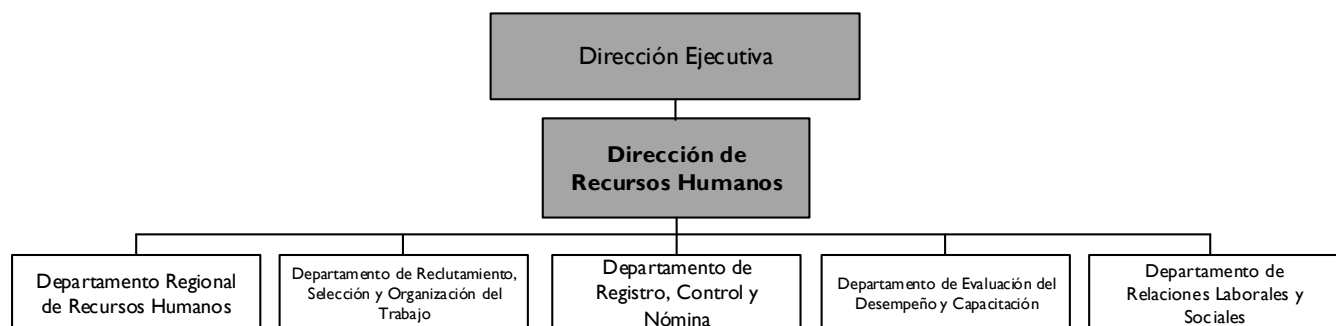 Dirección Ejecutiva
Dirección de
Recursos Humanos
Departamento Regional
de Recursos Humanos
Departamento de Reclutamiento,
Selección y Organización del
Trabajo
Departamento de
Registro, Control y
Nómina
Departamento de Evaluación del
Desempeño y Capacitación
Departamento de
Relaciones Laborales y
Sociales